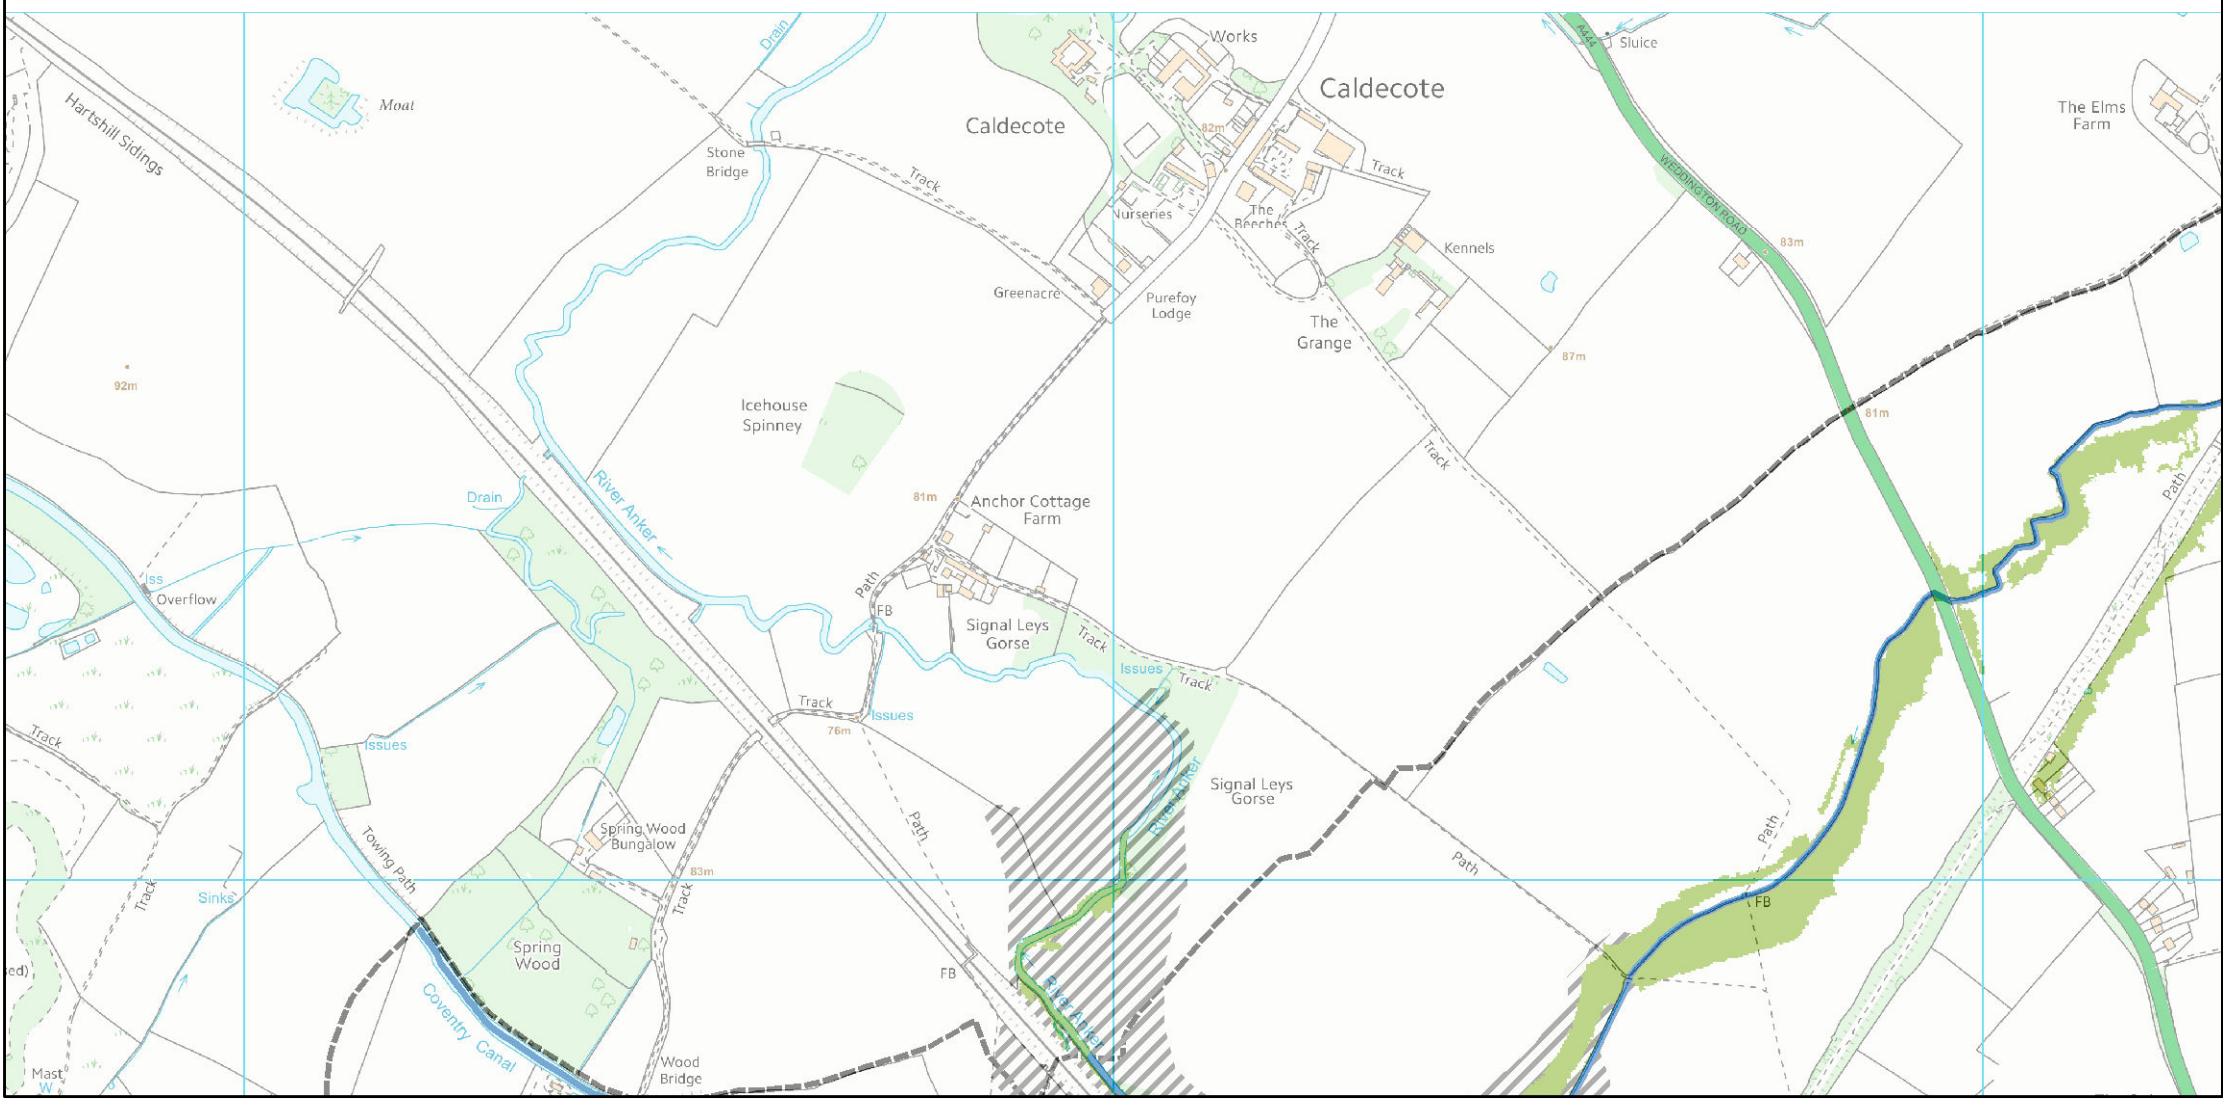 Drain
Works
A444
Sluice
Caldecote
Moat
The Elms
Farm
Hartshill Sidings
Caldecote
82m
Stone
Bridge
Track
Track
WEDDINGTON ROAD
Nurseries
The
Beeches
Track
Kennels
83m
Greenacre
Purefoy
Lodge
The
Grange
87m
92m
Icehouse
Spinney
81m
Track
Path
Drain
River Anker
81m
Anchor Cottage
Farm
Iss
Overflow
Path
FB
Signal Leys
Gorse
Track
Issues
Track
Track
Issues
76m
Track
Issues
River Anker
Signal Leys
Gorse
Path
Spring Wood
Bungalow
Path
Towing Path
Path
83m
Track
Track
Sinks
FB
Spring
Wood
sed)
FB
River Anker
Coventry Canal
Wood
Bridge
Mast
W